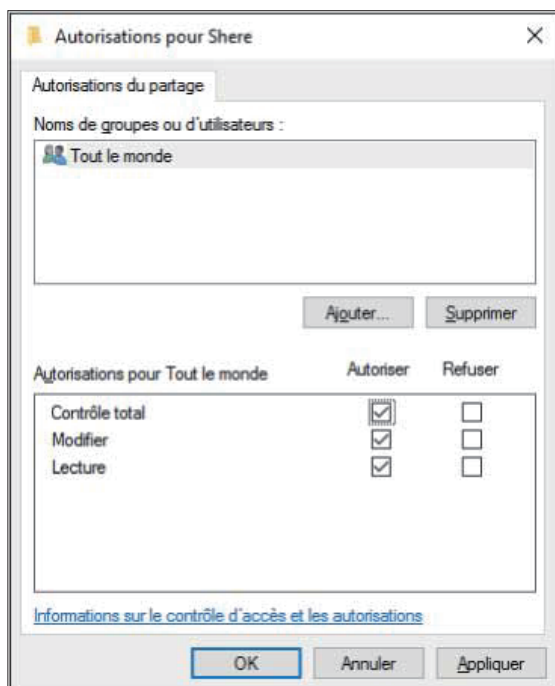 Autorisations pour Shere
Autorisations du partage
Noms de groupes ou d'utilisateurs :
Tout le monde
Ajouter... Supprimer
Autorisations pour Tout le monde Autoriser Refuser
Contrôle total
Modifier
Lecture
Informations sur le contrôle d'accès et les autorisations
OK Annuler Appliquer